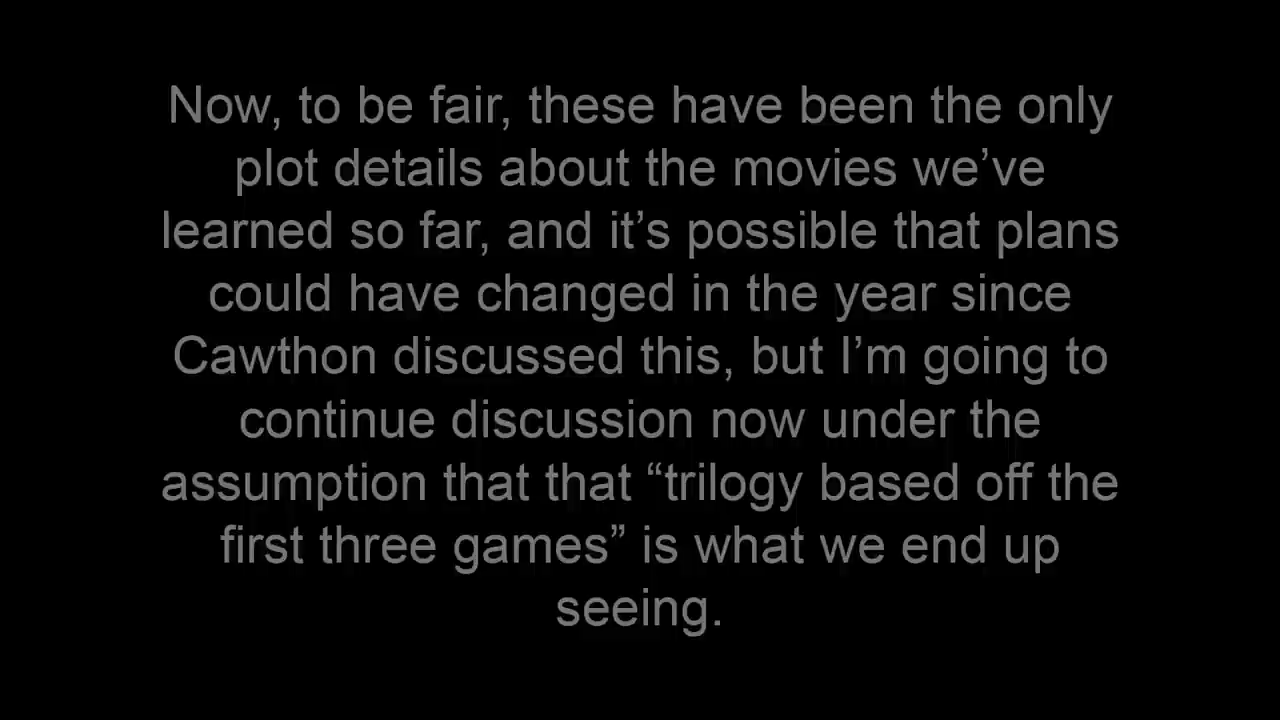 Now, to be fair, these have been the only
plot details about the movies we’ve
learned so far, and it’s possible that plans
could have changed in the year since
Cawthon discussed this, but I’m going to
continue discussion now under the
assumption that that “trilogy based off the
first three games” is what we end up
seeing.